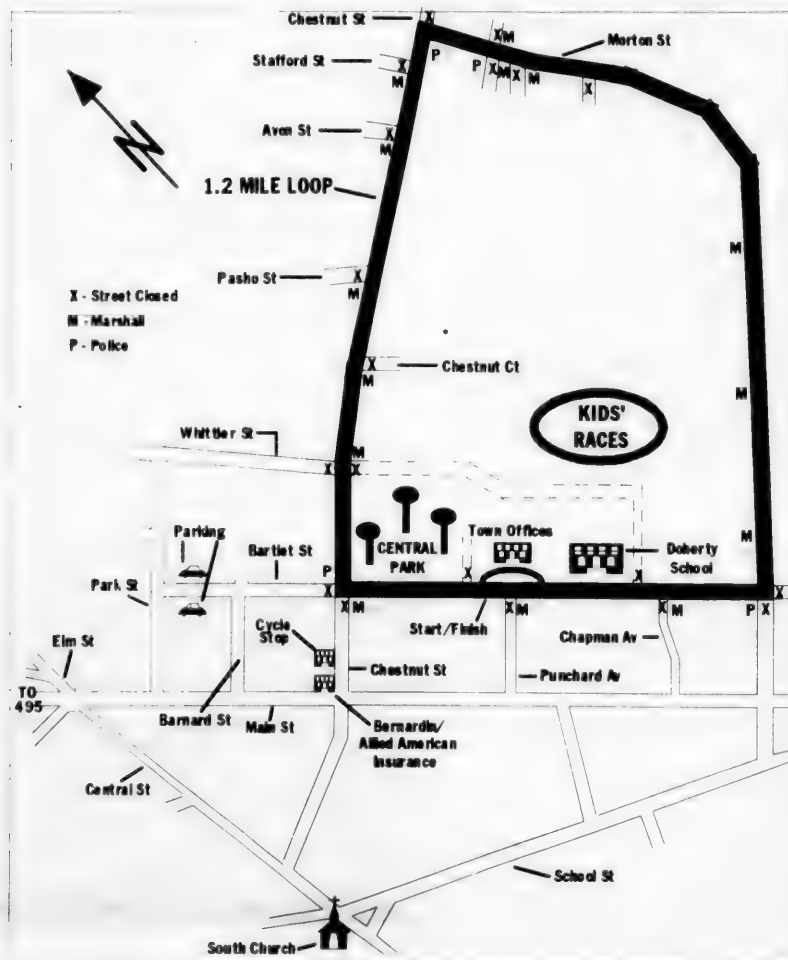 Chestnut St
Morton St
Stafford St
Avon St
1.2 MILE LOOP
Pasho St
X - Street Closed
M - Marshall
P - Police
Chestnut Ct
KIDS'
RACES
Whittier St
Parking
CENTRAL
PARK
Town Offices
Doherty
School
Bartlet St
Park St
Start/Finish
Chapman Av
Cycle
Stop
Elm St
Chestnut St
Punchard Av
TO
495
Barnard St
Main St
Bernardin/
Allied American
Insurance
Central St
School St
South Church
X
X
M
P
P
X
M
X
M
X
M
X
X
M
X
M
X
M
M
M
X
X
M
P
X
X
X
M
X
M
X
M
X
M
P
X
X